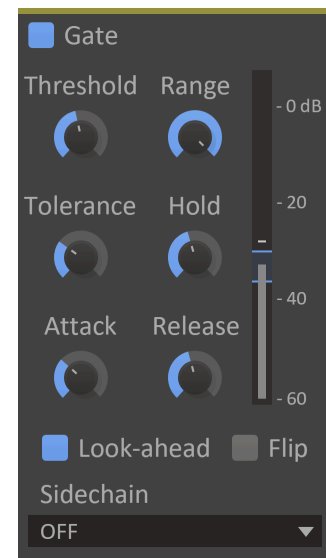 Gate
Threshold Range
- 0 dB
- 20
Tolerance Hold
- 40
Attack Release
- 60
Look-ahead Flip
Sidechain
OFF